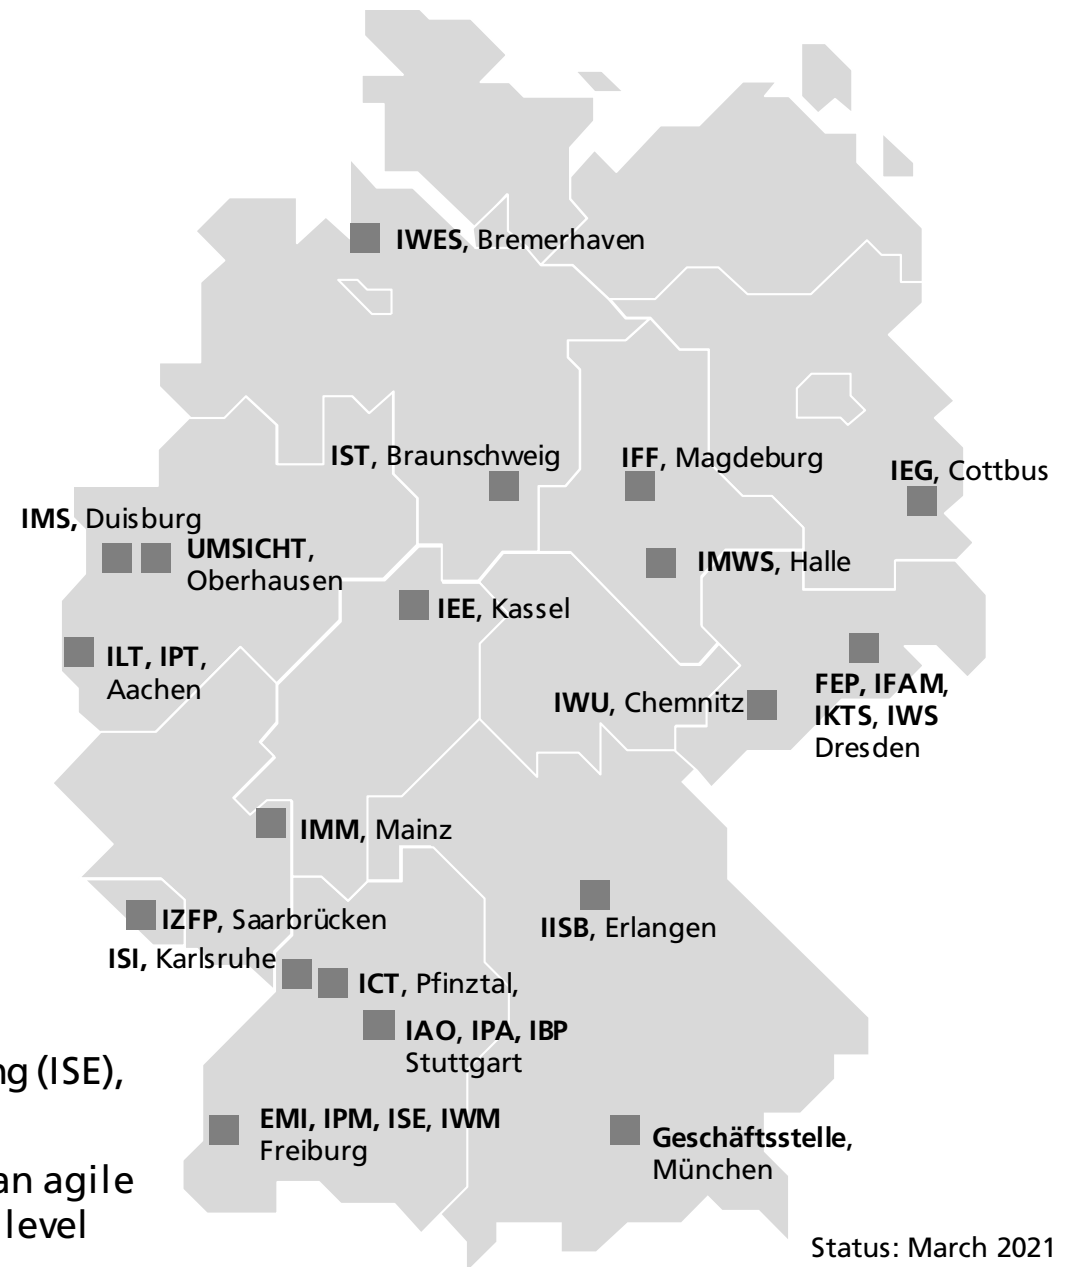 IWES, Bremerhaven
IST, Braunschweig
IFF, Magdeburg
IEG, Cottbus
IMS, Duisburg
UMSICHT,
Oberhausen
IMWS, Halle
IEE, Kassel
ILT, IPT,
Aachen
IWU, Chemnitz
FEP, IFAM,
IKTS, IWS
Dresden
IMM, Mainz
IZFP, Saarbrücken
IISB, Erlangen
ISI, Karlsruhe
ICT, Pfinztal,
IAO, IPA, IBP
Stuttgart
ng (ISE),
EMI, IPM, ISE, IWM
Freiburg
Geschäftsstelle,
München
an agile
level
Status: March 2021